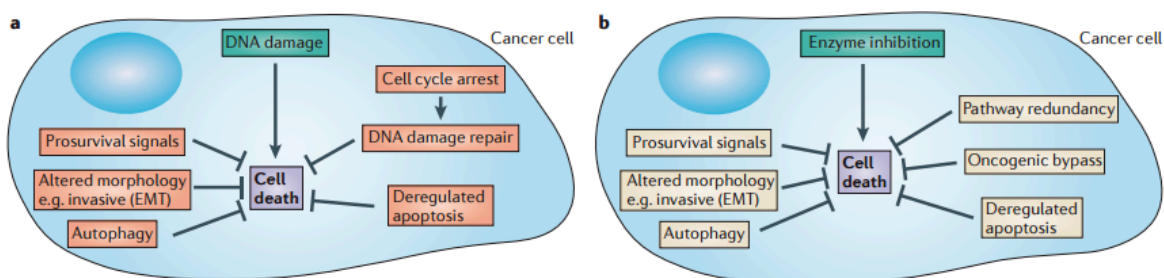 a
DNA damage
Cancer cell
Cell cycle arrest
Prosurvival signals
DNA damage repair
Altered morphology
e.g. invasive (EMT)
Cell
death
Deregulated
apoptosis
Autophagy
b
Enzyme inhibition
Cancer cell
Pathway redundancy
Prosurvival signals
Cell
death
Oncogenic bypass
Altered morphology
e.g. invasive (EMT)
Deregulated
apoptosis
Autophagy